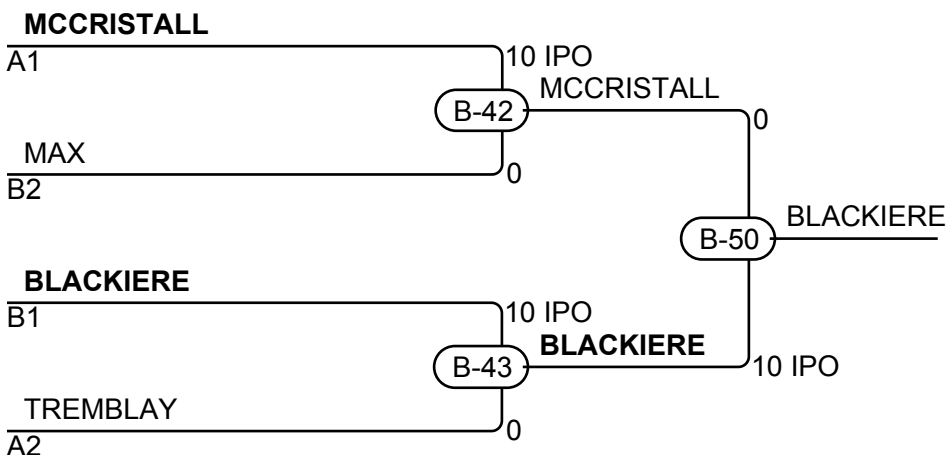 MCCRISTALL
A1
10 IPO
MCCRISTALL
B-42
0
MAX
0
B2
BLACKIERE
B-50
BLACKIERE
B1
10 IPO
BLACKIERE
B-43
10 IPO
TREMBLAY
0
A2